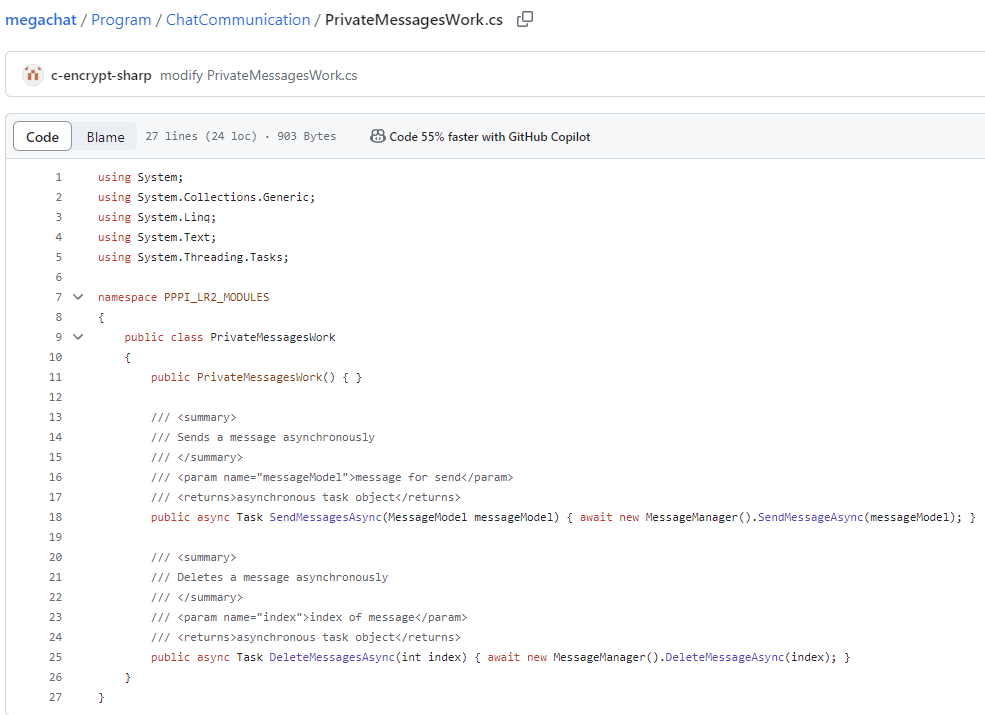 megachat / Program / ChatCommunication / PrivateMessagesWork.cs
c-encrypt-sharp modify PrivateMessagesWork.cs
Code Blame 27 lines (24 loc) · 903 Bytes Code 55% faster with GitHub Copilot
1 using System;
2 using System.Collections.Generic;
3 using System.Linq;
4 using System.Text;
5 using System.Threading.Tasks;
6
7 namespace PPPI_LR2_MODULES
8 {
9 public class PrivateMessagesWork
10 {
11 public PrivateMessagesWork() { }
12
13 /// <summary>
14 /// Sends a message asynchronously
15 /// </summary>
16 /// <param name="messageModel">message for send</param>
17 /// <returns>asynchronous task object</returns>
18 public async Task SendMessagesAsync(MessageModel messageModel) { await new MessageManager().SendMessageAsync(messageModel); }
19
20 /// <summary>
21 /// Deletes a message asynchronously
22 /// </summary>
23 /// <param name="index">index of message</param>
24 /// <returns>asynchronous task object</returns>
25 public async Task DeleteMessagesAsync(int index) { await new MessageManager().DeleteMessageAsync(index); }
26 }
27 }